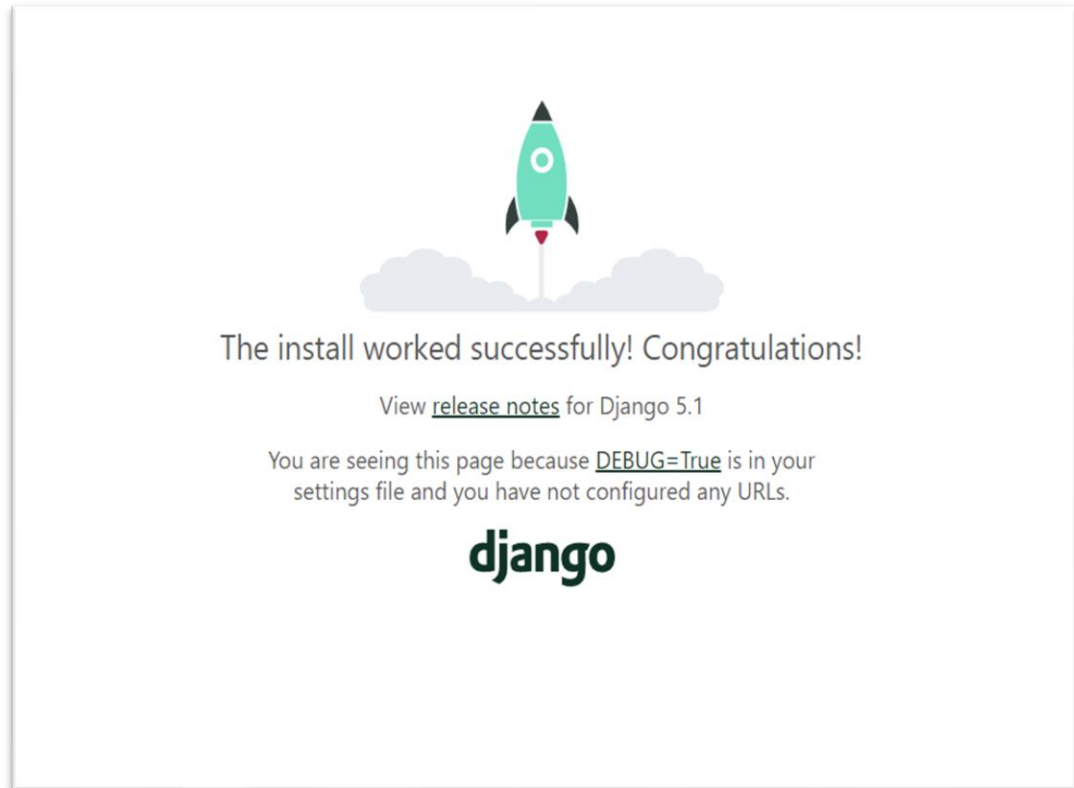 The install worked successfully! Congratulations!
View release notes for Django 5.1
You are seeing this page because DEBUG=True is in your
settings file and you have not configured any URLs.
django